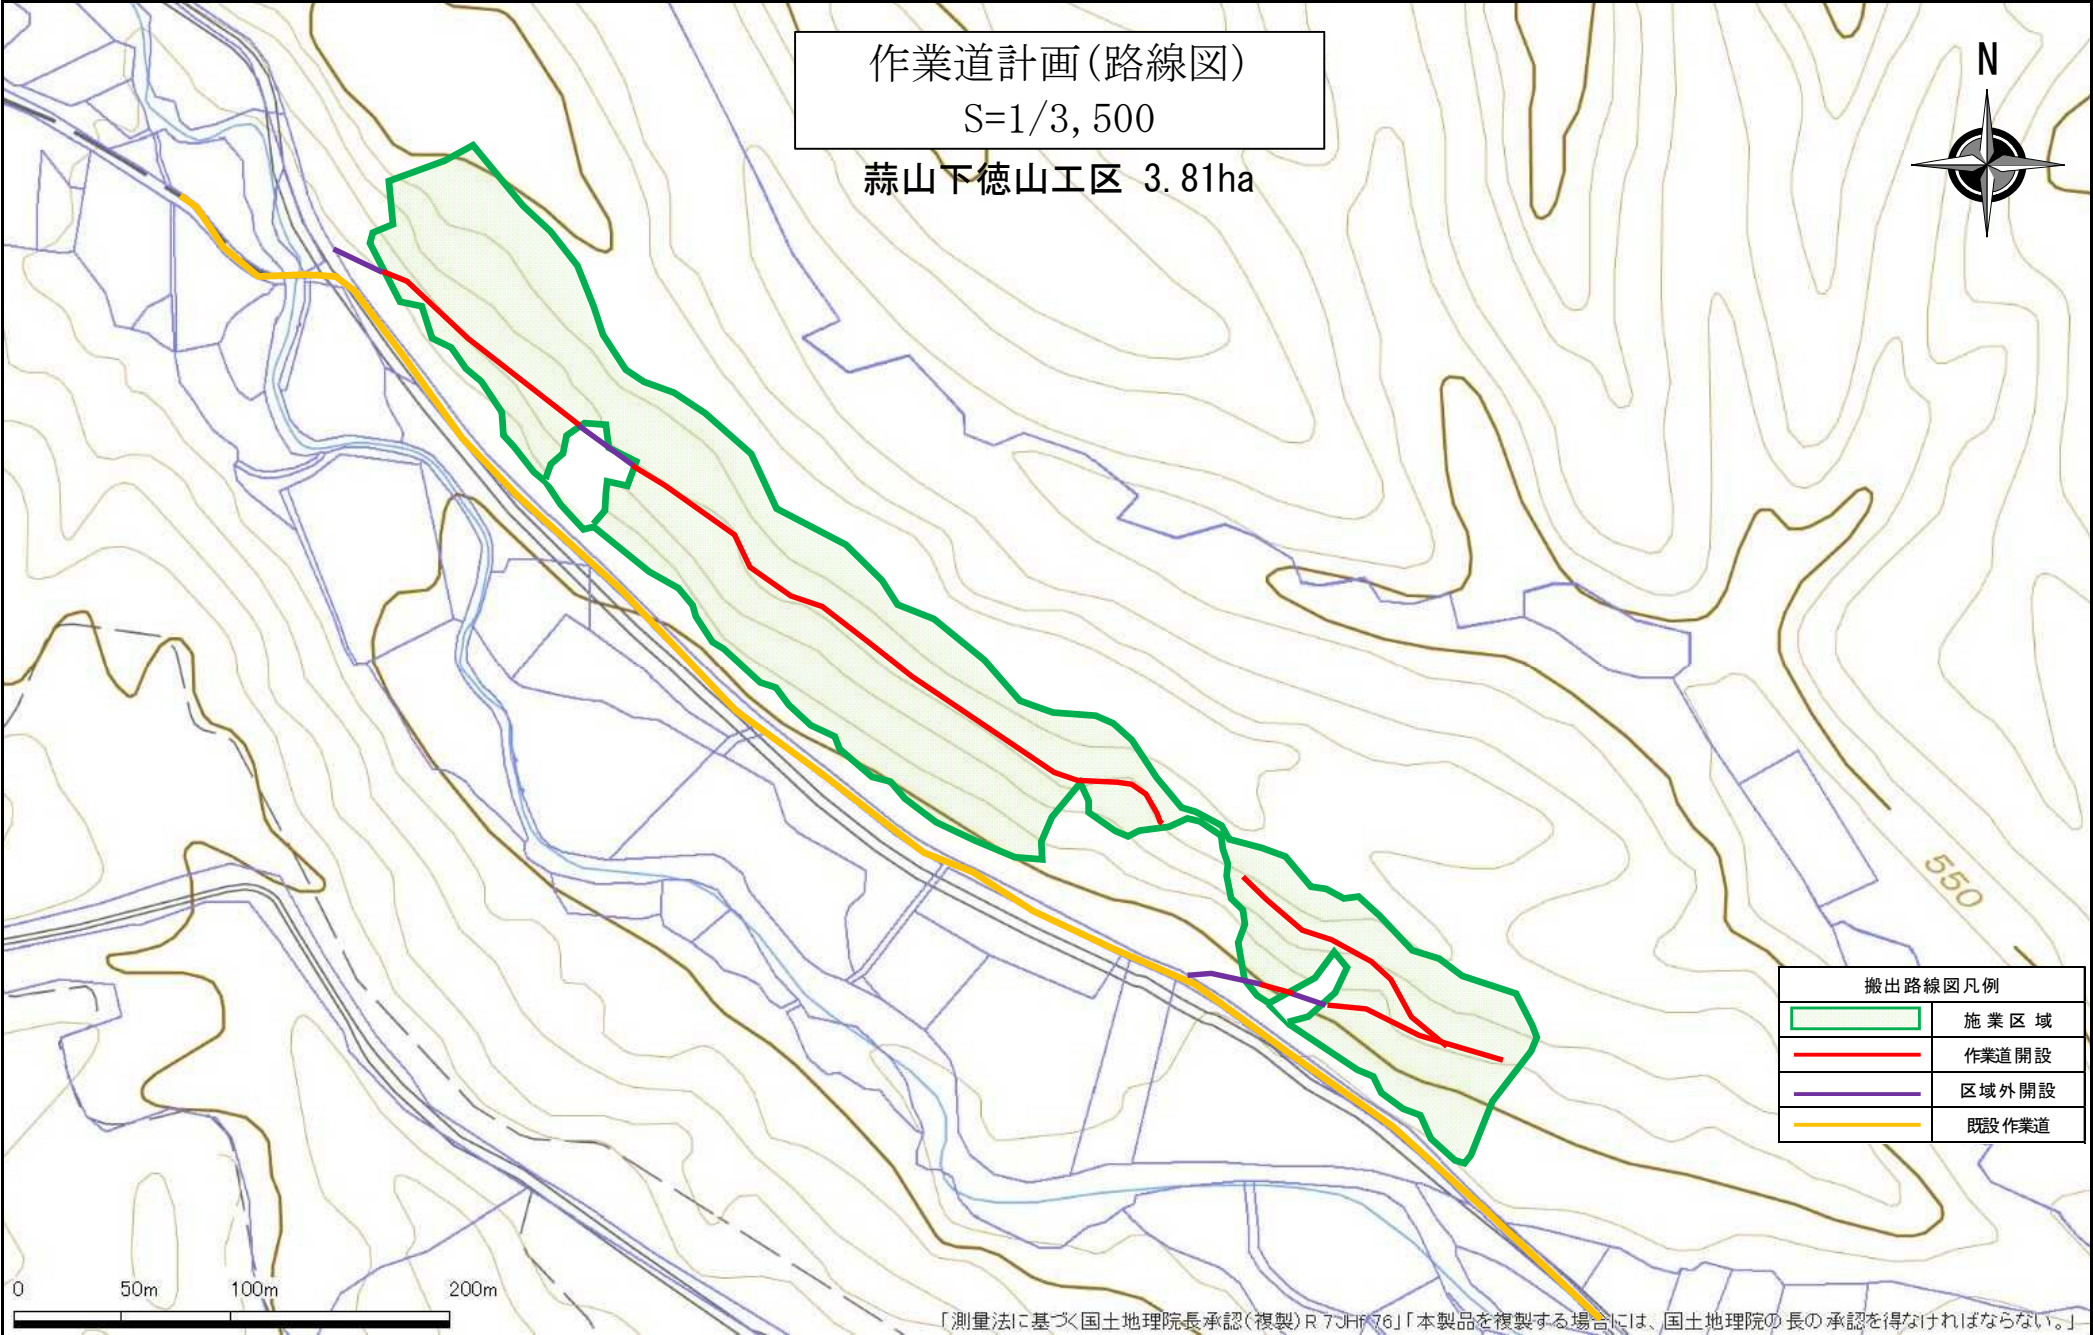 作業道計画(路線図)
S=1/3,500
蒜山下徳山工区 3.81ha
N
550
搬出路線図凡例
施業区域
作業道開設
区域外開設
既設作業道
0 50m 100m 200m
「測量法に基づく国土地理院長承認(複製)R 7JHf 76」「本製品を複製する場合には、国土地理院の長の承認を得なければならない。」